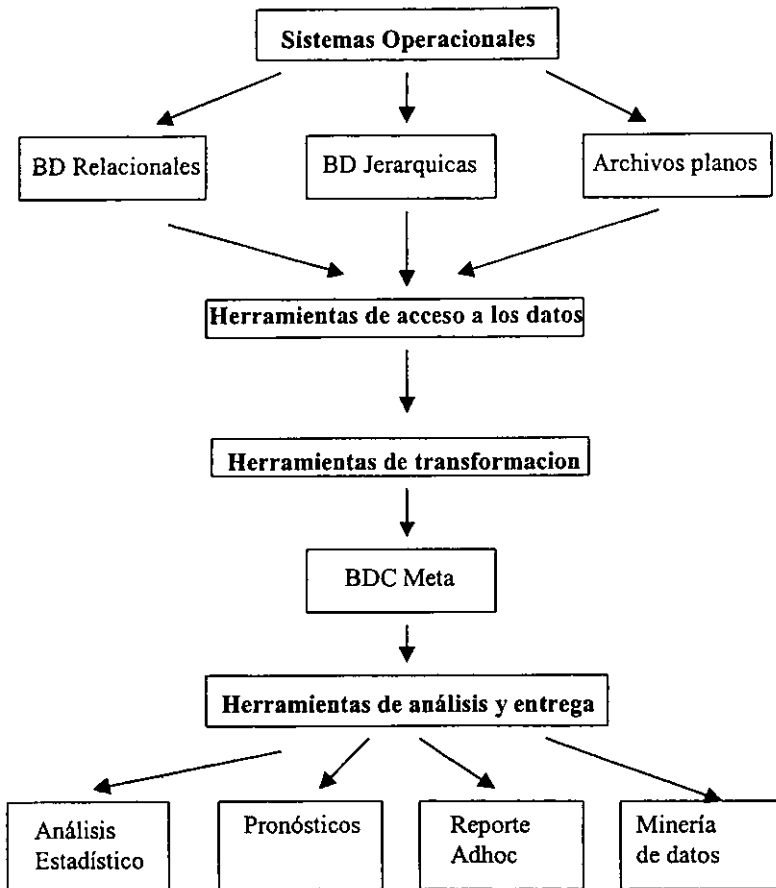 Sistemas Operacionales
BD Relacionales
BD Jerarquicas
Archivos planos
Herramientas de acceso a los datos
Herramientas de transformacion
BDC Meta
Herramientas de análisis y entrega
Análisis
Estadístico
Pronósticos
Reporte
Adhoc
Minería
de datos